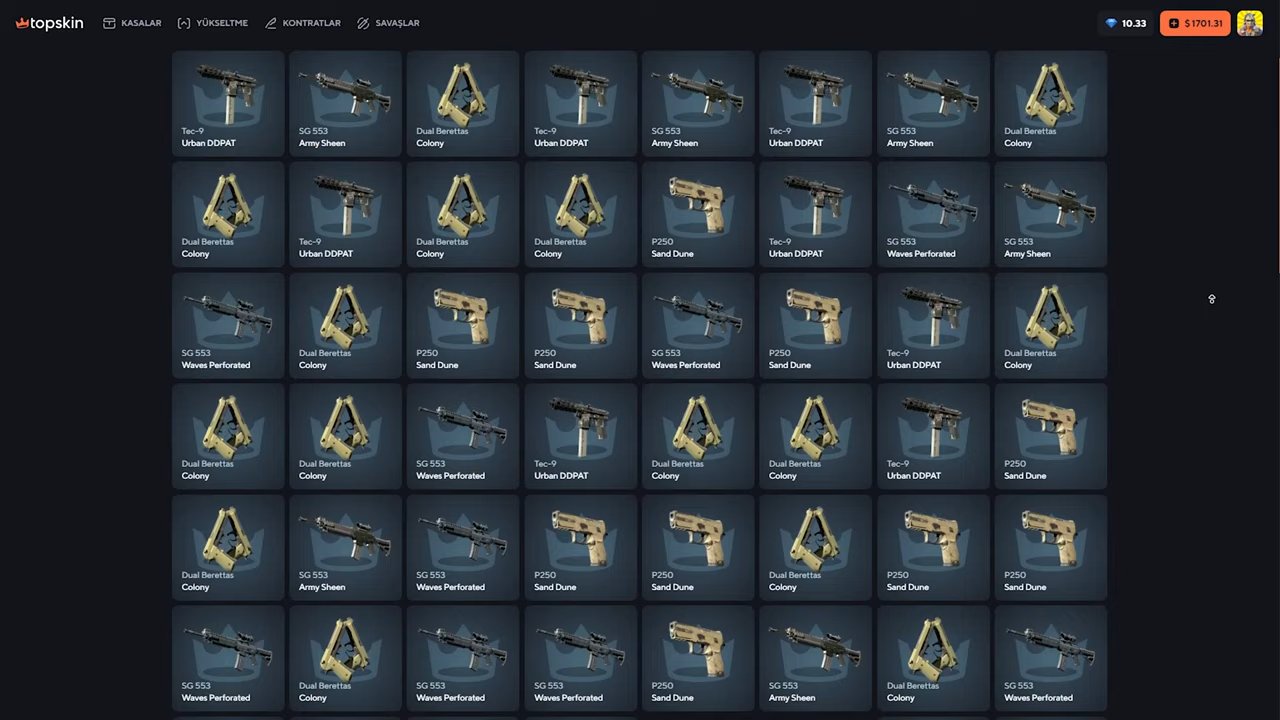 topskin
KASALAR
YÜKSELTME
KONTRATLAR
SAVAŞLAR
10.33
$ 1701.31
Tec-9
Urban DDPAT
SG 553
Army Sheen
Dual Berettas
Colony
Tec-9
Urban DDPAT
SG 553
Army Sheen
Tec-9
Urban DDPAT
SG 553
Army Sheen
Dual Berettas
Colony
Dual Berettas
Colony
Tec-9
Urban DDPAT
Dual Berettas
Colony
Dual Berettas
Colony
P250
Sand Dune
Tec-9
Urban DDPAT
SG 553
Waves Perforated
SG 553
Army Sheen
SG 553
Waves Perforated
Dual Berettas
Colony
P250
Sand Dune
P250
Sand Dune
SG 553
Waves Perforated
P250
Sand Dune
Tec-9
Urban DDPAT
Dual Berettas
Colony
Dual Berettas
Colony
Dual Berettas
Colony
SG 553
Waves Perforated
Tec-9
Urban DDPAT
Dual Berettas
Colony
Dual Berettas
Colony
Tec-9
Urban DDPAT
P250
Sand Dune
Dual Berettas
Colony
SG 553
Army Sheen
SG 553
Waves Perforated
P250
Sand Dune
P250
Sand Dune
Dual Berettas
Colony
P250
Sand Dune
P250
Sand Dune
SG 553
Waves Perforated
Dual Berettas
Colony
SG 553
Waves Perforated
SG 553
Waves Perforated
P250
Sand Dune
SG 553
Army Sheen
Dual Berettas
Colony
SG 553
Waves Perforated